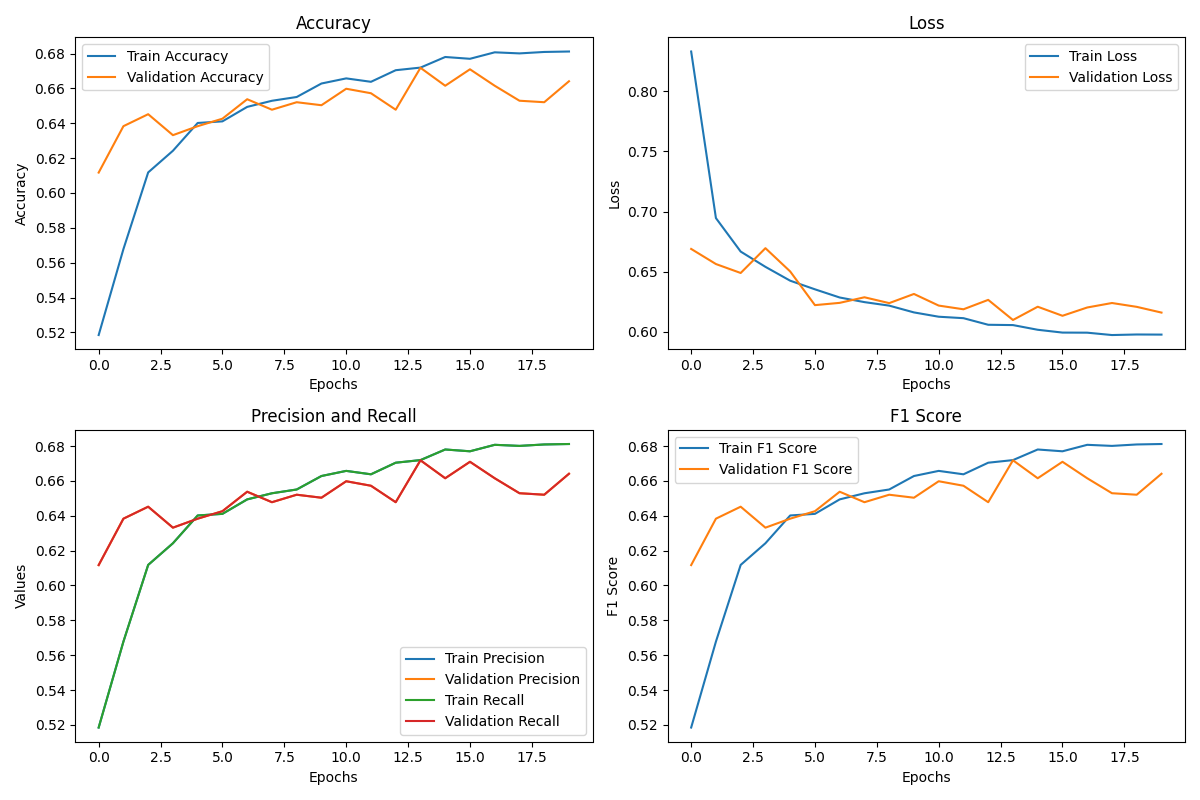 Accuracy
Train Accuracy
Validation Accuracy
0.68
0.66
0.64
0.62
0.60
0.58
0.56
0.54
0.52
Accuracy
0.0 2.5 5.0 7.5 10.0 12.5 15.0 17.5
Epochs
Loss
Train Loss
Validation Loss
0.80
0.75
0.70
0.65
0.60
Loss
0.0 2.5 5.0 7.5 10.0 12.5 15.0 17.5
Epochs
Precision and Recall
0.68
0.66
0.64
0.62
0.60
0.58
0.56
0.54
0.52
Values
Train Precision
Validation Precision
Train Recall
Validation Recall
0.0 2.5 5.0 7.5 10.0 12.5 15.0 17.5
Epochs
F1 Score
Train F1 Score
Validation F1 Score
0.68
0.66
0.64
0.62
0.60
0.58
0.56
0.54
0.52
F1 Score
0.0 2.5 5.0 7.5 10.0 12.5 15.0 17.5
Epochs